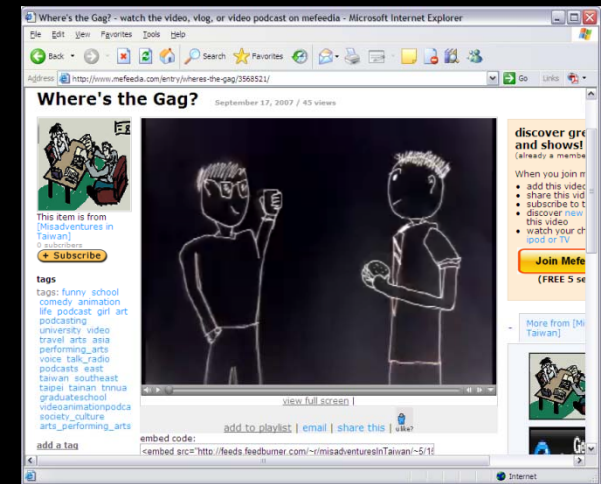 Where's the Gag? - watch the video, vlog, or video podcast on mefeedia - Microsoft Internet Explorer
File Edit View Favorites Tools Help
Back Search Favorites
Address http://www.mefeedia.com/entry/wheres-the-gag/3568521/ Go Links
Where's the Gag? September 17, 2007 / 45 views
This item is from
[Misadventures in
Taiwan]
0 subcribers
+ Subscribe
tags
tags: funny school
comedy animation
life podcast girl art
podcasting
university video
travel arts asia
performing_arts
voice talk_radio
podcasts east
taiwan southeast
taipei tainan tnnua
graduateschool
videoanimationpodca
society_culture
arts_performing_arts
add a tag
view full screen |
add to playlist | email | share this | u like?
embed code:
<embed src="http://feeds.feedburner.com/~r/misadventuresInTaiwan/~5/15
discover gre
and shows!
(already a membe
When you join m
add this video
share this vid
subscribe to t
discover new
this video
watch your ch
ipod or TV
Join Mefe
(FREE 5 se
More from [Mi
Taiwan]
Internet